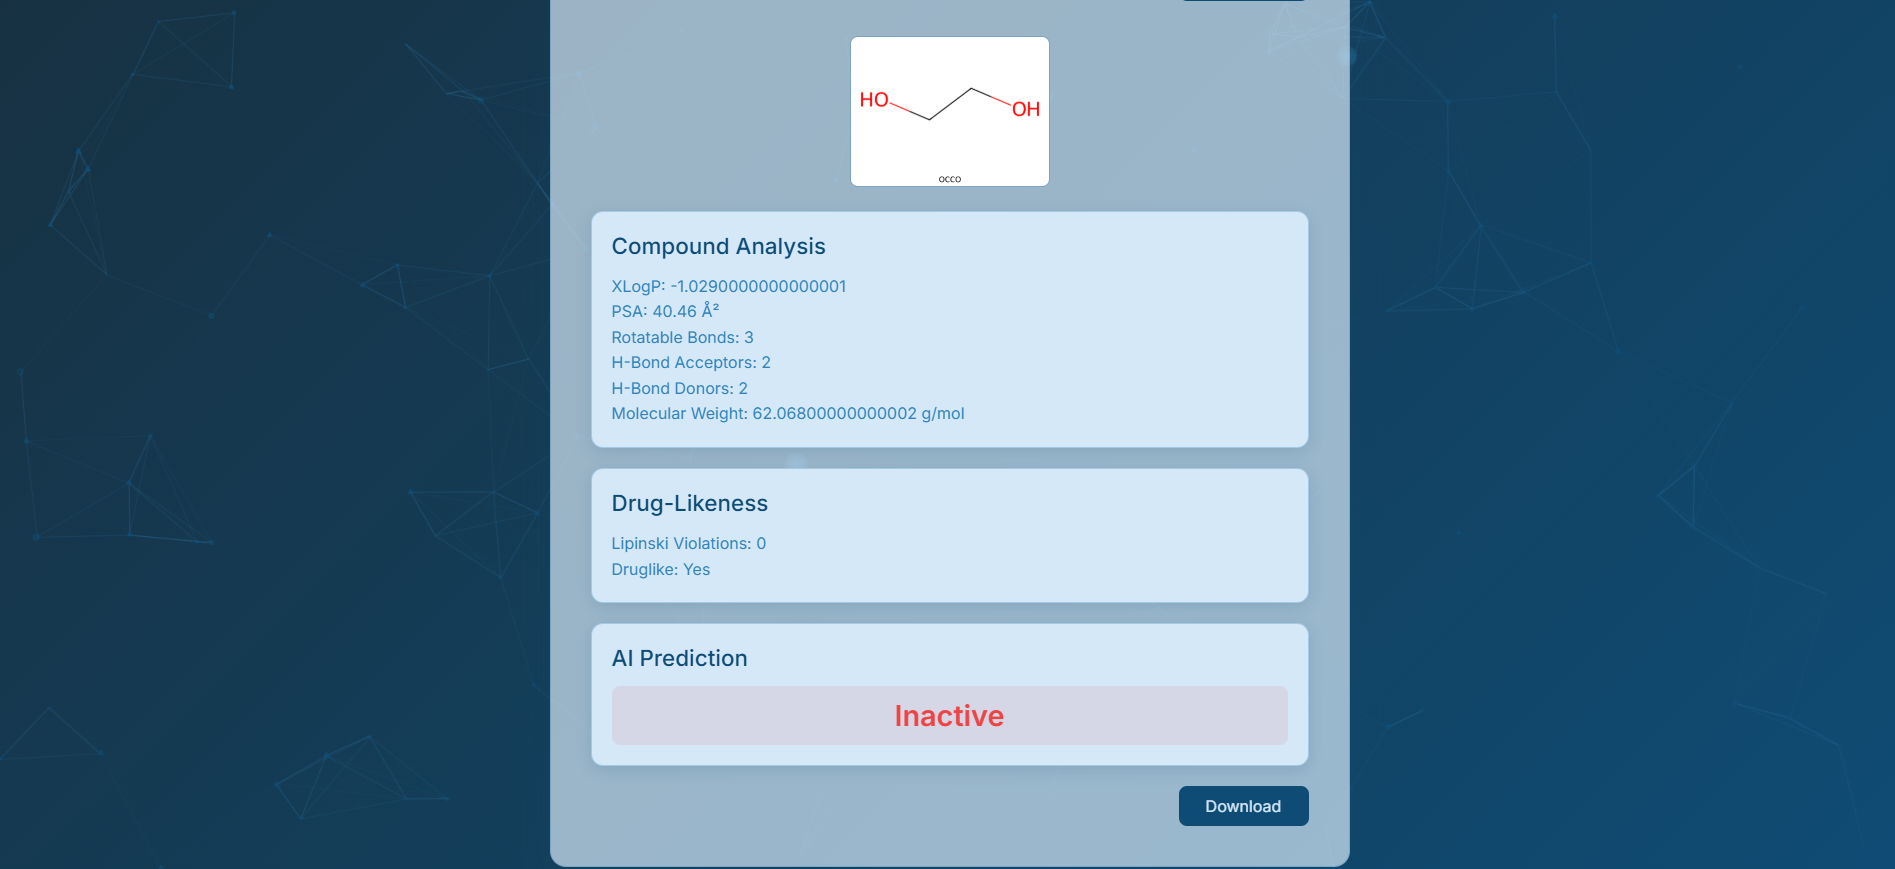 HO
OH
OCCO
Compound Analysis
XLogP: -1.0290000000000001
PSA: 40.46 Å²
Rotatable Bonds: 3
H-Bond Acceptors: 2
H-Bond Donors: 2
Molecular Weight: 62.06800000000002 g/mol
Drug-Likeness
Lipinski Violations: 0
Druglike: Yes
AI Prediction
Inactive
Download